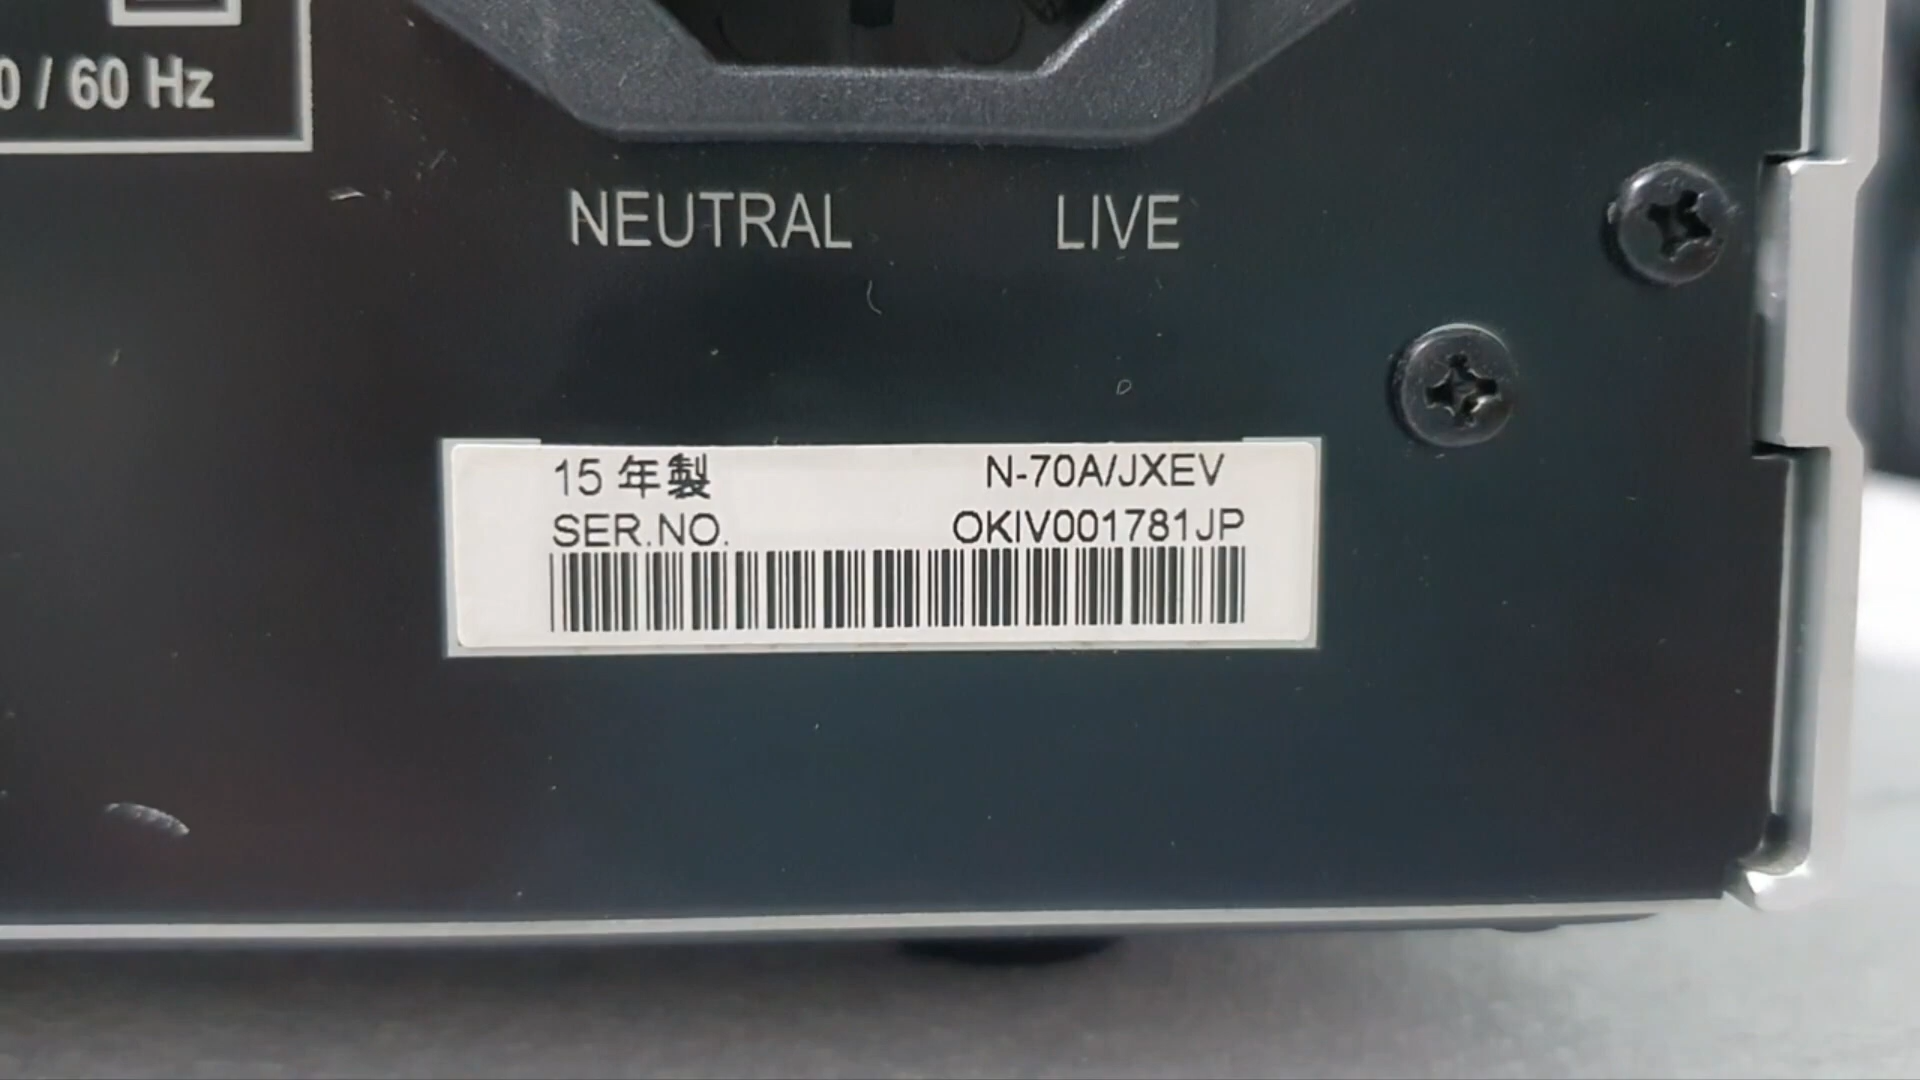 0 / 60 Hz
NEUTRAL LIVE
15 年製 N-70A/JXEV
SER.NO. OKIV001781JP